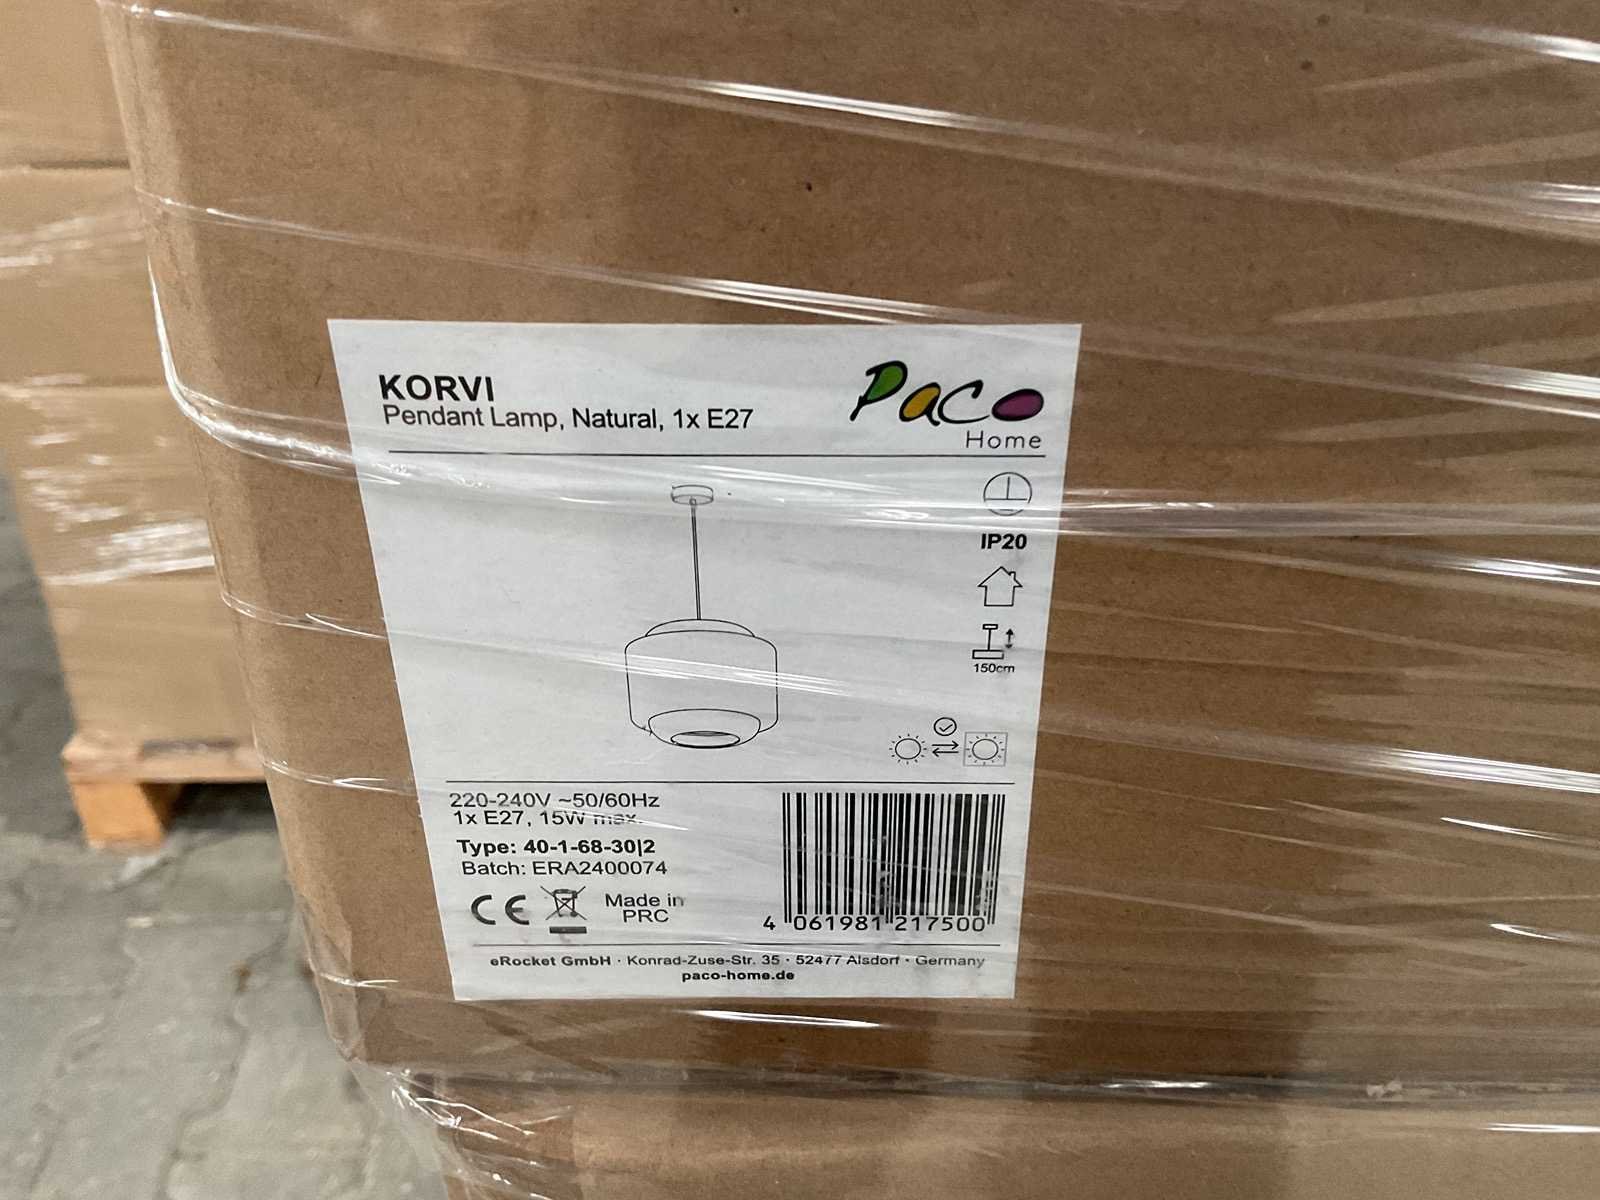 KORVI
Pendant Lamp, Natural, 1x E27
Paco
Home
IP20
150cm
220-240V ~50/60Hz
1x E27, 15W max.
Type: 40-1-68-30|2
Batch: ERA2400074
CE
Made in
PRC
4 061981 217500
eRocket GmbH · Konrad-Zuse-Str. 35 · 52477 Alsdorf · Germany
paco-home.de